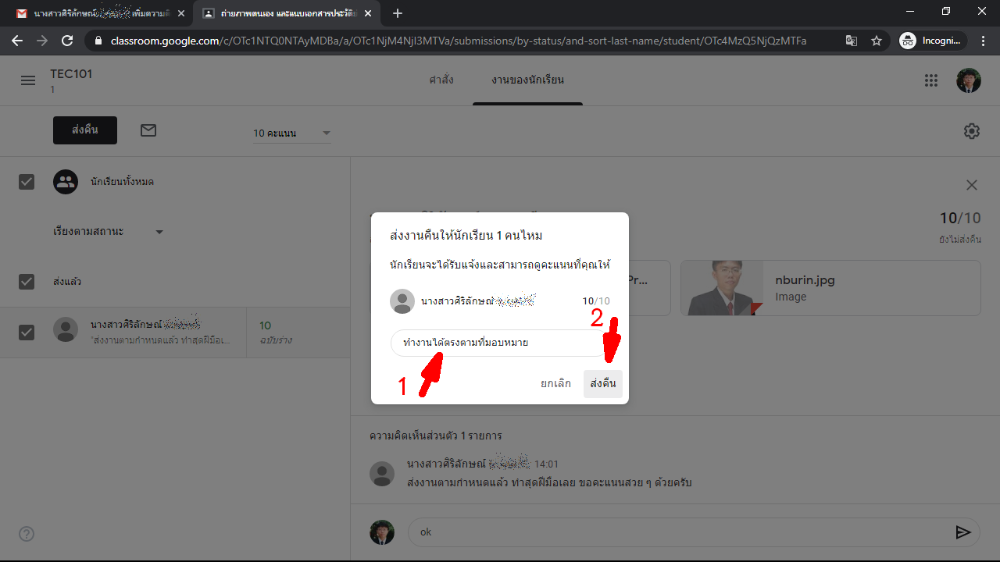 นางสาวศิริลักษณ์ เพิ่มความคิ
ถ่ายภาพตนเอง และแนบเอกสารประวัติย่
classroom.google.com/c/OTc1NTQ0NTAyMDBa/a/OTc1NjM4NjI3MTVa/submissions/by-status/and-sort-last-name/student/OTc4MzQ5NjQzMTFa
Incogni...
TEC101
1
คำสั่ง
งานของนักเรียน
ส่งคืน
10 คะแนน
นักเรียนทั้งหมด
เรียงตามสถานะ
10/10
ยังไม่ส่งคืน
ส่งงานคืนให้นักเรียน 1 คนไหม
นักเรียนจะได้รับแจ้งและสามารถดูคะแนนที่คุณให้
Pr...
nburin.jpg
Image
ส่งแล้ว
นางสาวศิริลักษณ์
10/10
2
นางสาวศิริลักษณ์
10
"ส่งงานตามกำหนดแล้ว ทำสุดฝีมือเ...
ฉบับร่าง
ทำงานได้ตรงตามที่มอบหมาย
1
ยกเลิก
ส่งคืน
ความคิดเห็นส่วนตัว 1 รายการ
นางสาวศิริลักษณ์ 14:01
ส่งงานตามกำหนดแล้ว ทำสุดฝีมือเลย ขอคะแนนสวย ๆ ด้วยครับ
ok